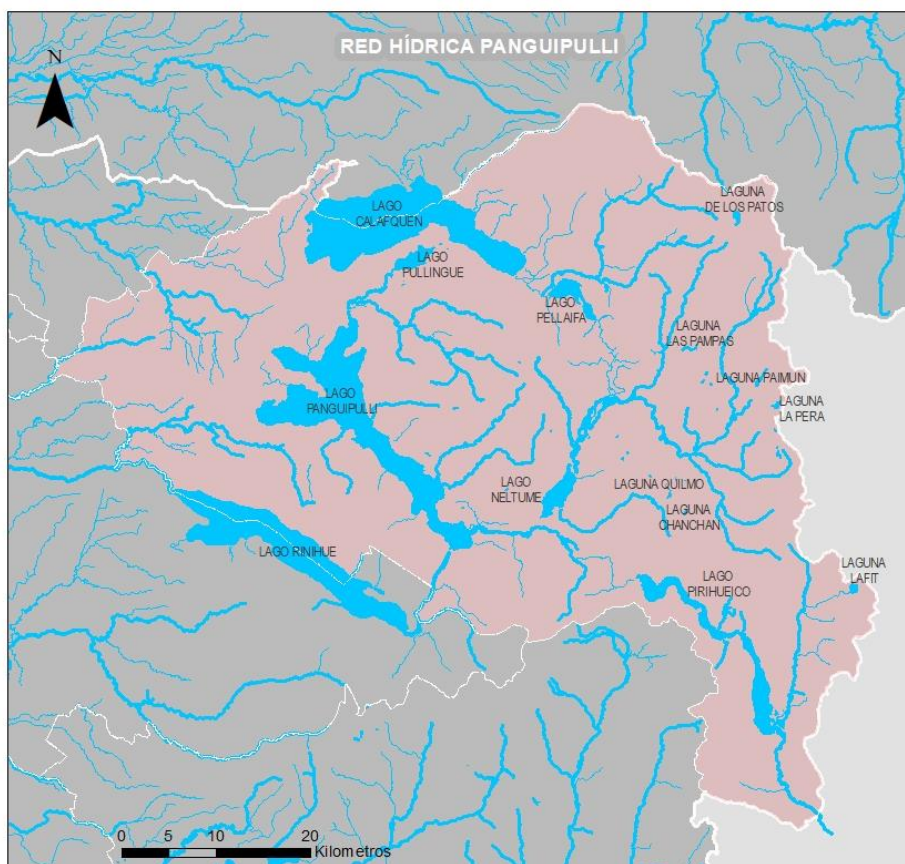 RED HÍDRICA PANGUIPULLI
N
LAGUNA
DE LOS PATOS
LAGO
CALAFQUEN
LAGO
PULLINGUE
LAGO
PELLAIFA
LAGUNA
LAS PAMPAS
LAGUNA PAIMUN
LAGO
PANGUIPULLI
LAGUNA
LA PERA
LAGO
NELTUME
LAGUNA QUILMO
LAGUNA
CHANCHAN
LAGO RINIHUE
LAGUNA
LAFIT
LAGO
PIRIHUEICO
0 5 10 20
Kilometros